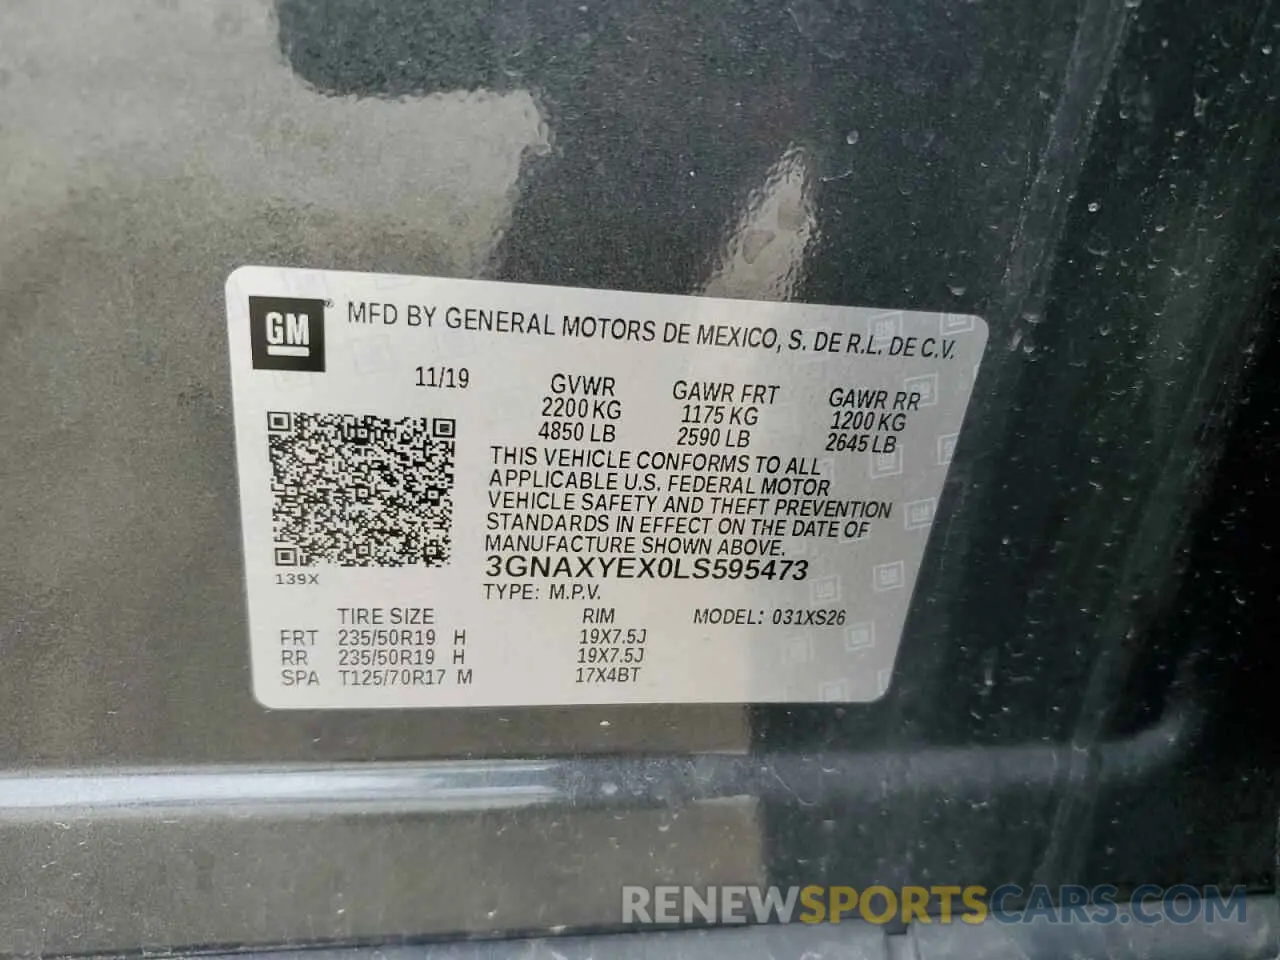 GM ® MFD BY GENERAL MOTORS DE MEXICO, S. DE R.L. DE C.V.
11/19 GVWR GAWR FRT GAWR RR
2200 KG 1175 KG 1200 KG
4850 LB 2590 LB 2645 LB
THIS VEHICLE CONFORMS TO ALL
APPLICABLE U.S. FEDERAL MOTOR
VEHICLE SAFETY AND THEFT PREVENTION
STANDARDS IN EFFECT ON THE DATE OF
MANUFACTURE SHOWN ABOVE.
3GNAXYEX0LS595473
139X
TYPE: M.P.V.
TIRE SIZE RIM MODEL: 031XS26
FRT 235/50R19 H 19X7.5J
RR 235/50R19 H 19X7.5J
SPA T125/70R17 M 17X4BT
RENEWSPORTSCARS.COM